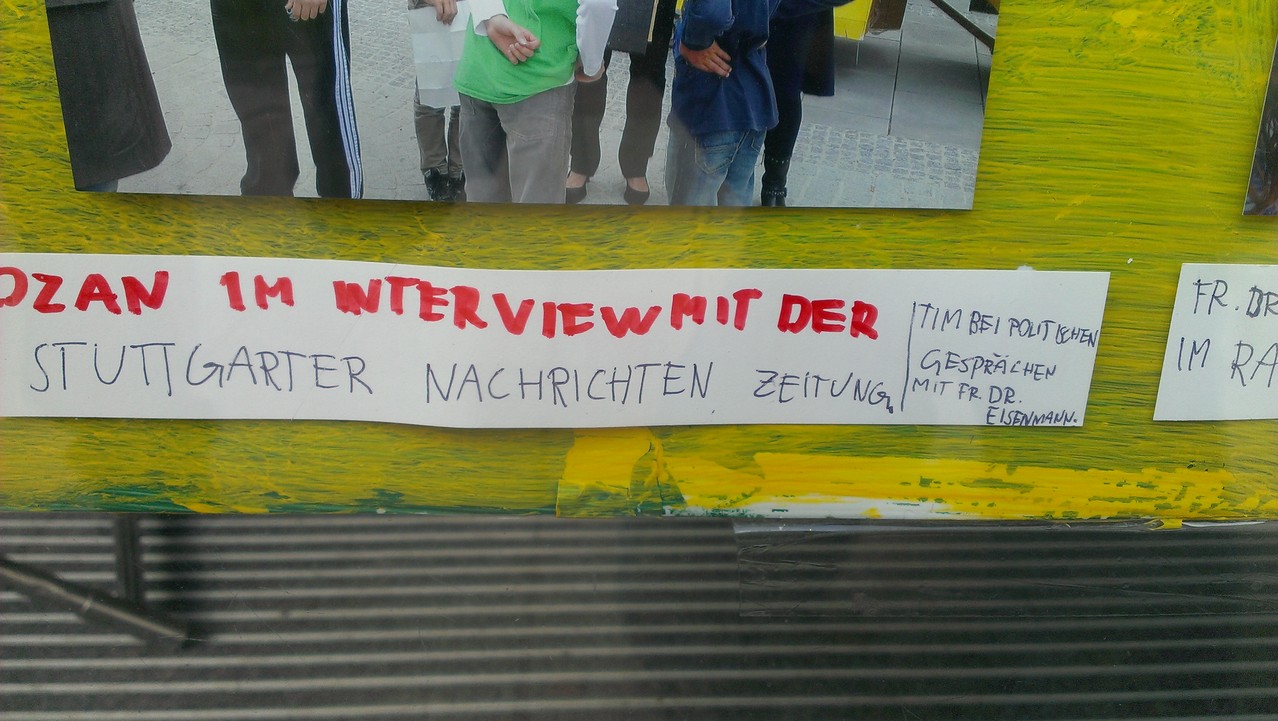 OZAN IM INTERVIEW MIT DER
STUTTGARTER NACHRICHTEN ZEITUNG
TIM BEI POLITISCHEN
GESPRÄCHEN
MIT FR. DR.
EISENMANN.
FR. DR
IM RA